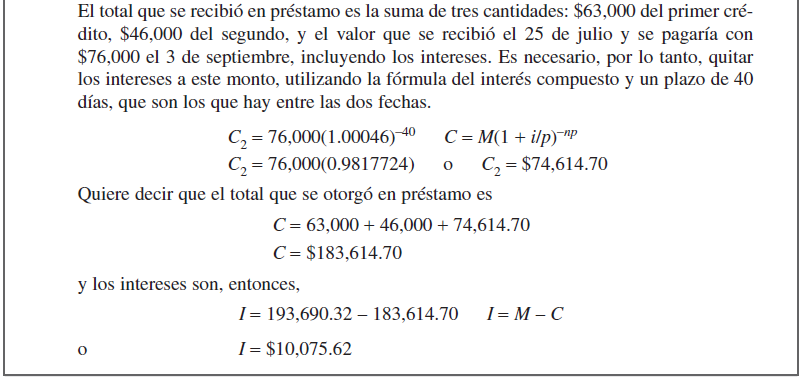 El total que se recibió en préstamo es la suma de tres cantidades: $63,000 del primer cré-
dito, $46,000 del segundo, y el valor que se recibió el 25 de julio y se pagaría con
$76,000 el 3 de septiembre, incluyendo los intereses. Es necesario, por lo tanto, quitar
los intereses a este monto, utilizando la fórmula del interés compuesto y un plazo de 40
días, que son los que hay entre las dos fechas.
C₂ = 76,000(1.00046)⁻⁴⁰ C = M(1 + i/p)⁻ⁿᵖ
C₂ = 76,000(0.9817724) o C₂ = $74,614.70
Quiere decir que el total que se otorgó en préstamo es
C = 63,000 + 46,000 + 74,614.70
C = $183,614.70
y los intereses son, entonces,
I = 193,690.32 – 183,614.70 I = M – C
o I = $10,075.62